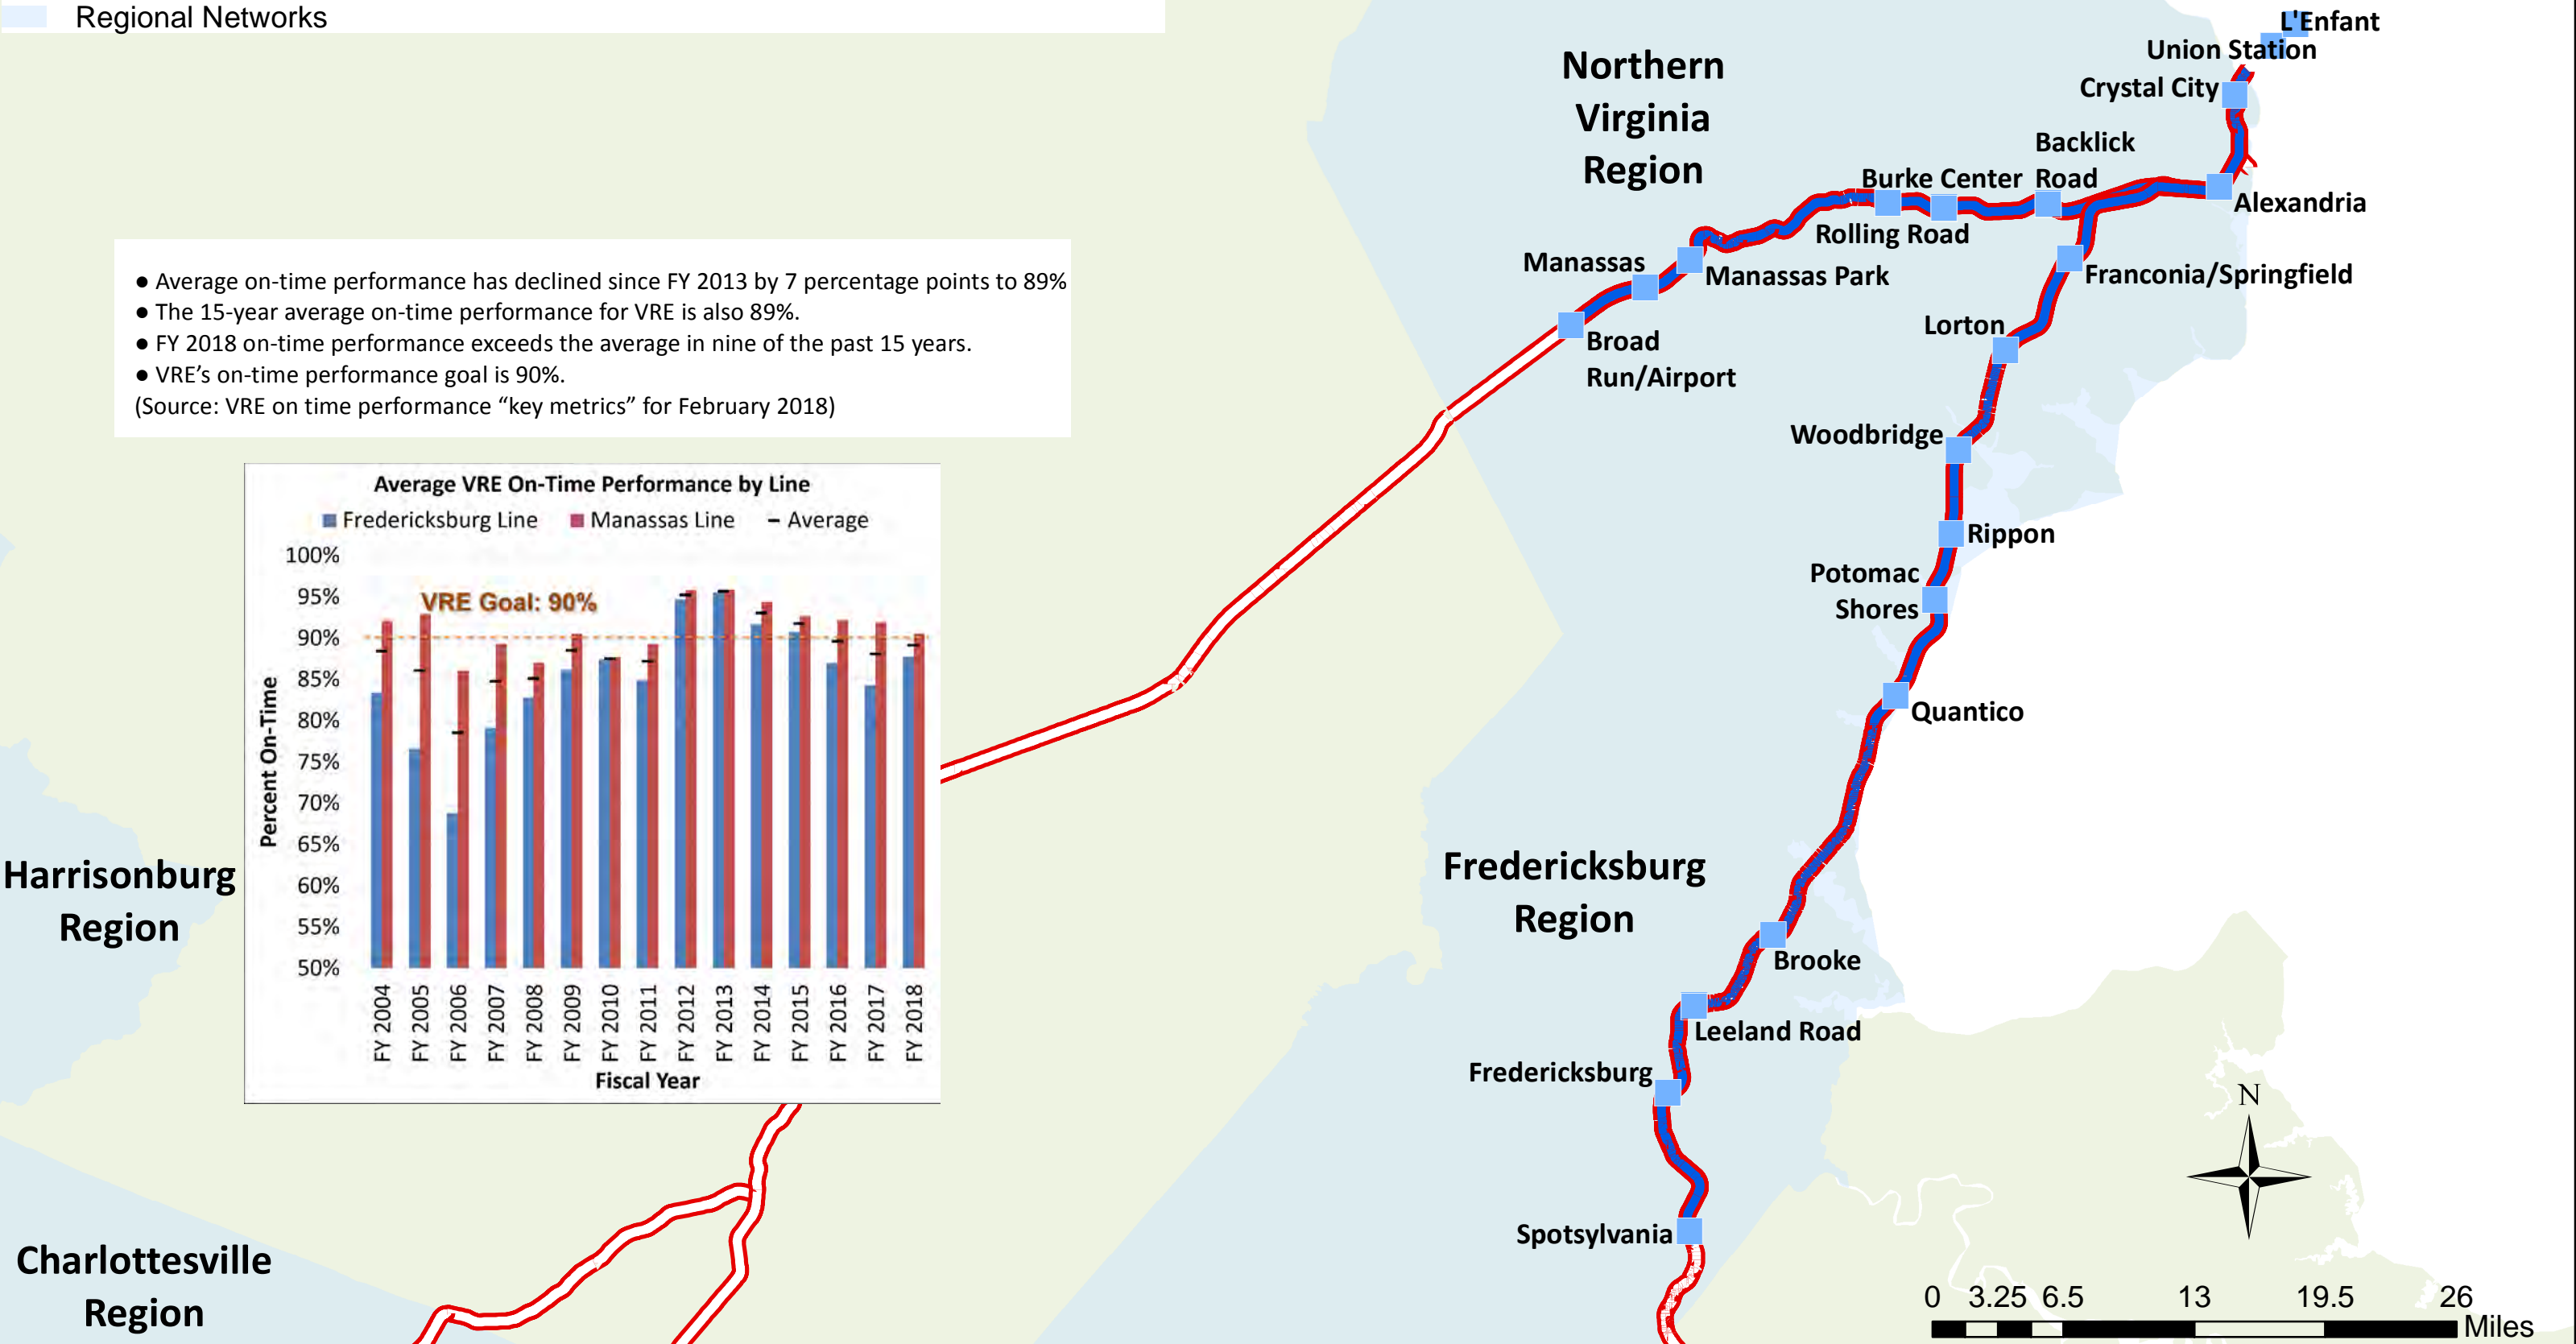 Regional Networks
L'Enfant
Union Station
Crystal City
Northern
Virginia
Region
Backlick
Road
Burke Center
Alexandria
Rolling Road
Manassas
Manassas Park
Franconia/Springfield
Broad
Run/Airport
Lorton
● Average on-time performance has declined since FY 2013 by 7 percentage points to 89%
● The 15-year average on-time performance for VRE is also 89%.
● FY 2018 on-time performance exceeds the average in nine of the past 15 years.
● VRE’s on-time performance goal is 90%.
(Source: VRE on time performance “key metrics” for February 2018)
Woodbridge
Rippon
Potomac
Shores
Quantico
Average VRE On-Time Performance by Line
Fredericksburg Line
Manassas Line
Average
100%
95%
90%
85%
80%
75%
70%
65%
60%
55%
50%
VRE Goal: 90%
Percent On-Time
FY 2004
FY 2005
FY 2006
FY 2007
FY 2008
FY 2009
FY 2010
FY 2011
FY 2012
FY 2013
FY 2014
FY 2015
FY 2016
FY 2017
FY 2018
Fiscal Year
Harrisonburg
Region
Fredericksburg
Region
Brooke
Leeland Road
Fredericksburg
Spotsylvania
Charlottesville
Region
N
0 3.25 6.5 13 19.5 26
Miles